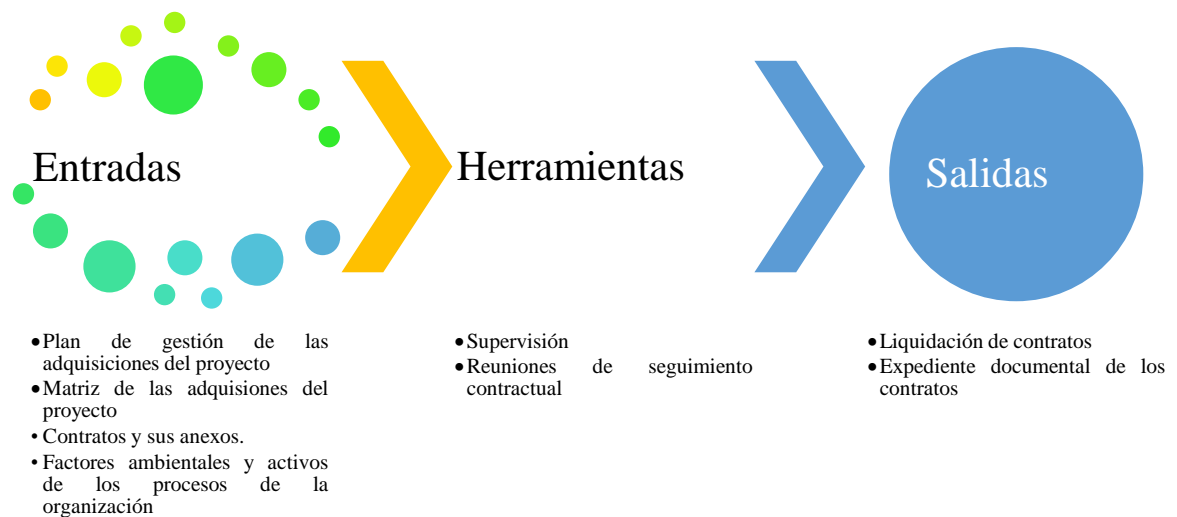 Entradas
Herramientas
Salidas
•Plan de gestión de las
adquisiciones del proyecto
•Matriz de las adquisiones del
proyecto
• Contratos y sus anexos.
• Factores ambientales y activos
de los procesos de la
organización
•Supervisión
•Reuniones de seguimiento
contractual
•Liquidación de contratos
•Expediente documental de los
contratos